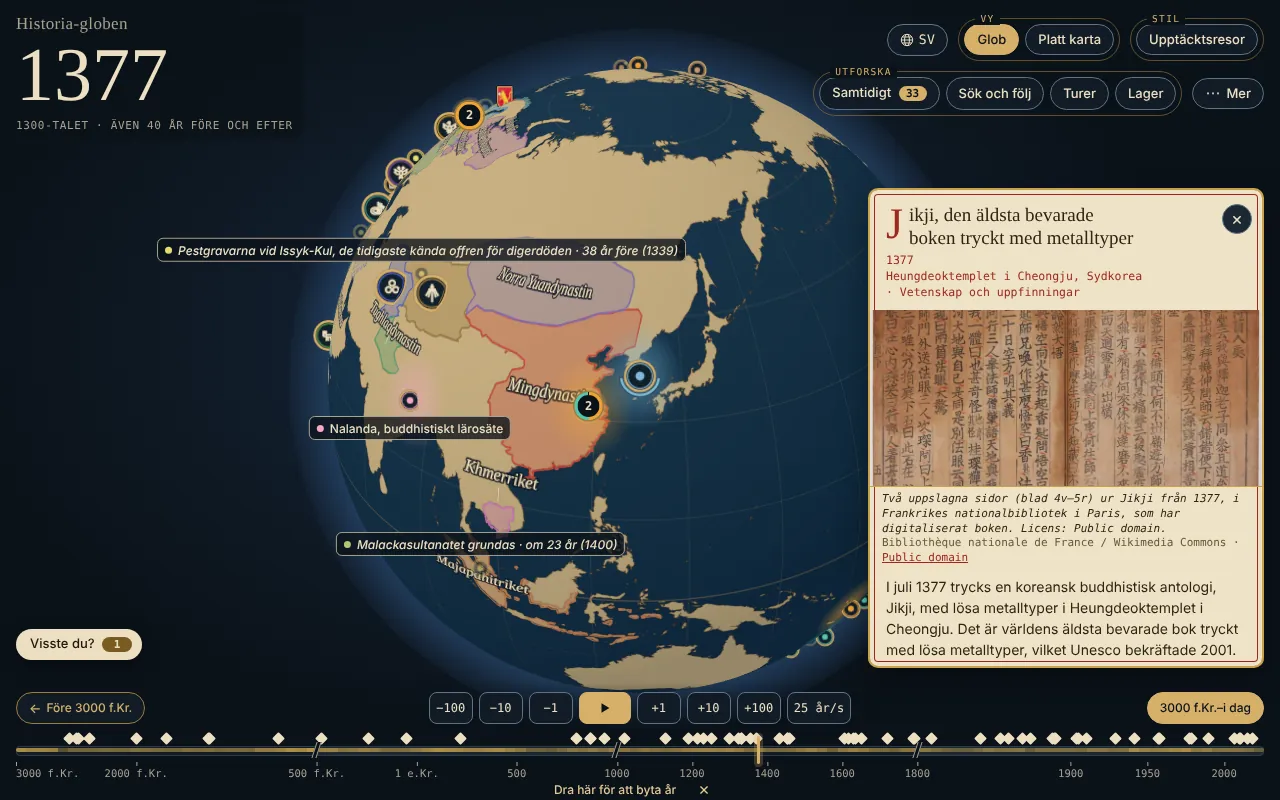 Historia-globen
1377
1300-TALET · ÄVEN 40 ÅR FÖRE OCH EFTER
SV
VY
Glob
Platt karta
STIL
Upptäcktsresor
UTFORSKA
Samtidigt 33
Sök och följ
Turer
Lager
··· Mer
2
Pestgravarna vid Issyk-Kul, de tidigaste kända offren för digerdöden · 38 år före (1339)
Norra Yuandynastin
Mingdynas
2
Nalanda, buddhistiskt lärosäte
Khmerriket
Malackasultanatet grundas · om 23 år (1400)
Majapahitriket
Jikji, den äldsta bevarade
boken tryckt med metalltyper
×
1377
Heungdeoktemplet i Cheongju, Sydkorea
· Vetenskap och uppfinningar
Två uppslagna sidor (blad 4v–5r) ur Jikji från 1377, i
Frankrikes nationalbibliotek i Paris, som har
digitaliserat boken. Licens: Public domain.
Bibliothèque nationale de France / Wikimedia Commons ·
Public domain
I juli 1377 trycks en koreansk buddhistisk antologi,
Jikji, med lösa metalltyper i Heungdeoktemplet i
Cheongju. Det är världens äldsta bevarade bok tryckt
med lösa metalltyper, vilket Unesco bekräftade 2001.
Visste du? 1
← Före 3000 f.Kr.
−100
−10
−1
+1
+10
+100
25 år/s
3000 f.Kr.–i dag
3000 f.Kr.
2000 f.Kr.
500 f.Kr.
1 e.Kr.
500
1000
1200
1400
1600
1800
1900
1950
2000
Dra här för att byta år ×